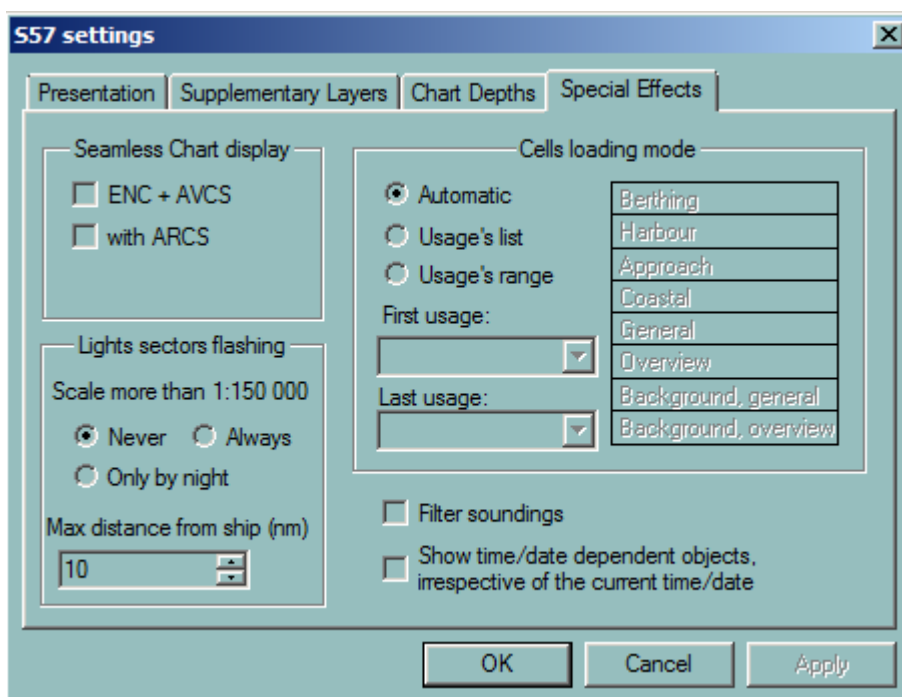 S57 settings
Presentation
Supplementary Layers
Chart Depths
Special Effects
Seamless Chart display
ENC + AVCS
with ARCS
Lights sectors flashing
Scale more than 1:150 000
Never
Always
Only by night
Max distance from ship (nm)
10
Cells loading mode
Automatic
Usage's list
Usage's range
First usage:
Last usage:
Berthing
Harbour
Approach
Coastal
General
Overview
Background, general
Background, overview
Filter soundings
Show time/date dependent objects,
irrespective of the current time/date
OK
Cancel
Apply